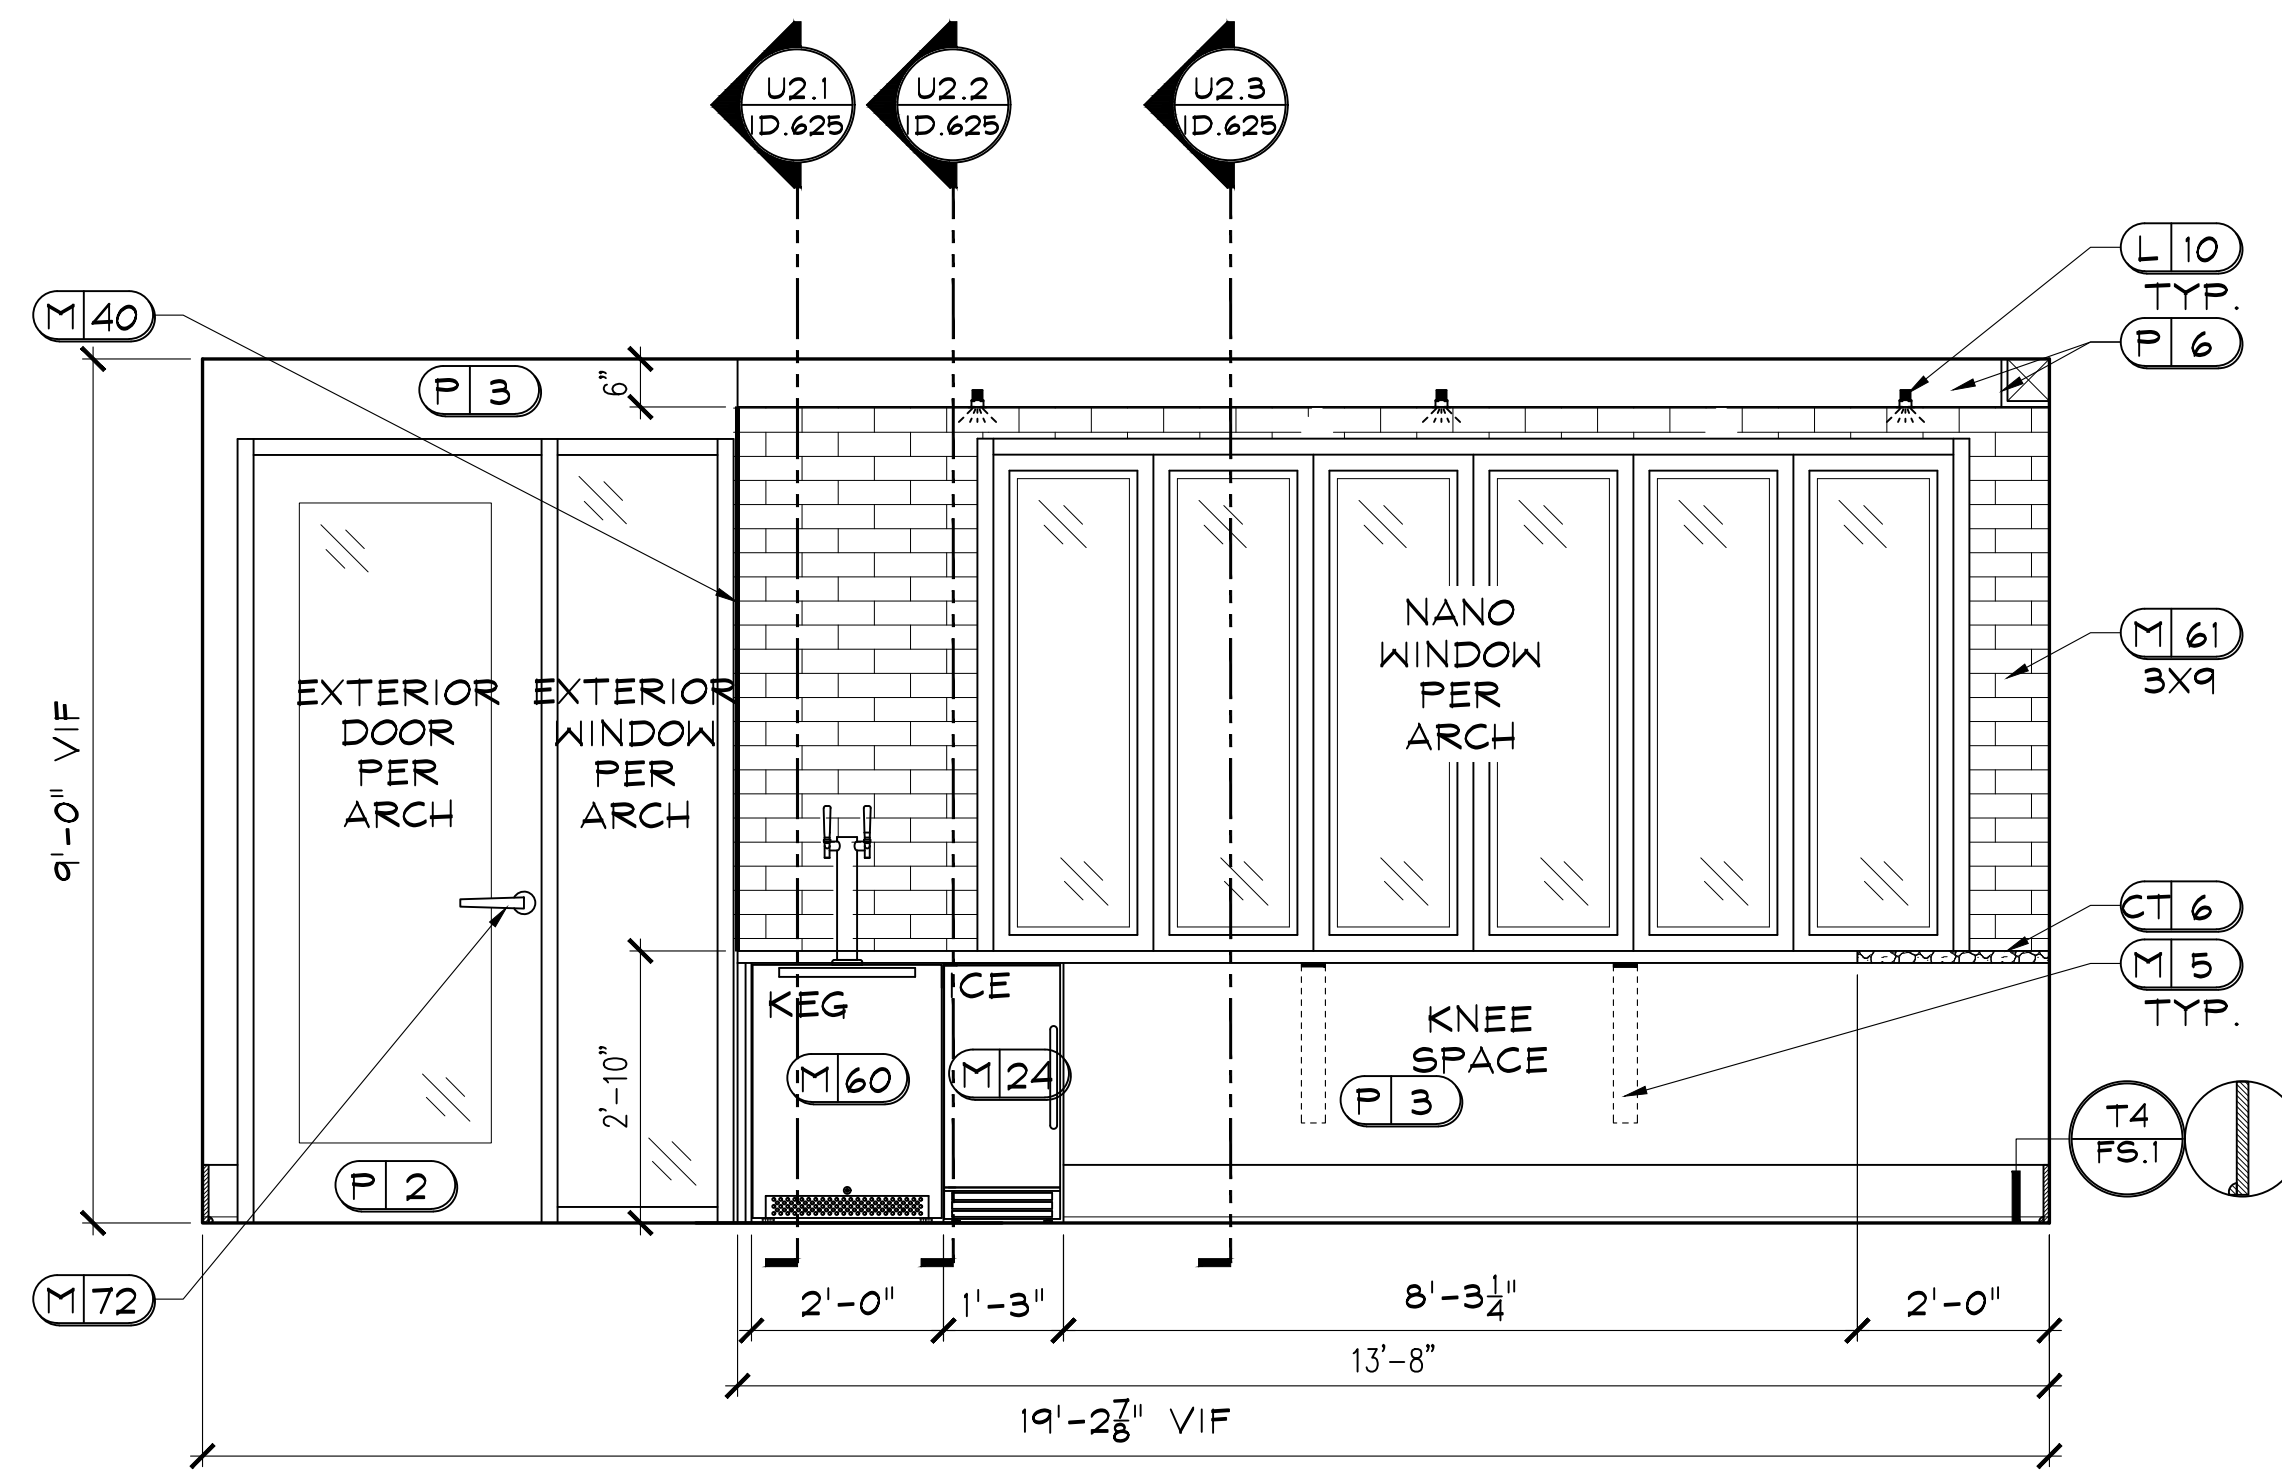 U2.1
ID.625
U2.2
ID.625
U2.3
ID.625
L 10
TYP.
P 6
M 40
P 3
6"
NANO
WINDOW
PER
ARCH
M 61
3X9
EXTERIOR
DOOR
PER
ARCH
EXTERIOR
WINDOW
PER
ARCH
9'-0" VIF
CT 6
M 5
TYP.
KEG
ICE
KNEE
SPACE
M 60
M 24
P 3
2'-10"
T4
FS.1
P 2
M 72
2'-0"
1'-3"
8'-3 1/4"
2'-0"
13'-8"
19'-2 7/8" VIF